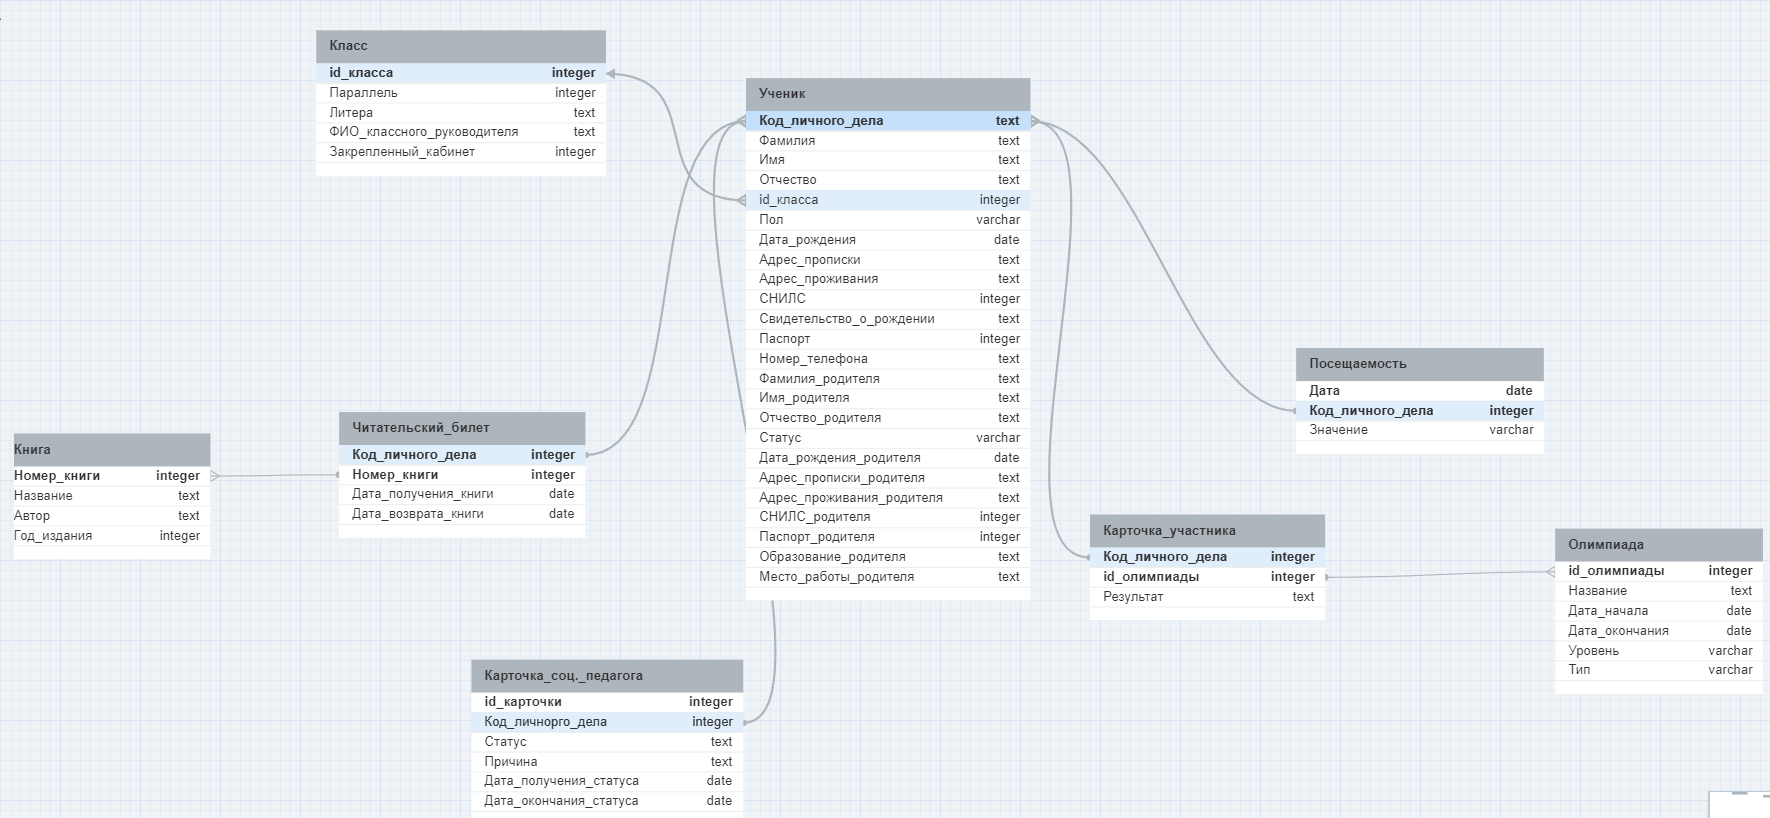 Класс
id_класса integer
Параллель integer
Литера text
ФИО_классного_руководителя text
Закрепленный_кабинет integer
Ученик
Код_личного_дела text
Фамилия text
Имя text
Отчество text
id_класса integer
Пол varchar
Дата_рождения date
Адрес_прописки text
Адрес_проживания text
СНИЛС integer
Свидетельство_о_рождении text
Паспорт integer
Номер_телефона text
Фамилия_родителя text
Имя_родителя text
Отчество_родителя text
Статус varchar
Дата_рождения_родителя date
Адрес_прописки_родителя text
Адрес_проживания_родителя text
СНИЛС_родителя integer
Паспорт_родителя integer
Образование_родителя text
Место_работы_родителя text
Посещаемость
Дата date
Код_личного_дела integer
Значение varchar
Читательский_билет
Код_личного_дела integer
Номер_книги integer
Дата_получения_книги date
Дата_возврата_книги date
Книга
Номер_книги integer
Название text
Автор text
Год_издания integer
Карточка_участника
Код_личного_дела integer
id_олимпиады integer
Результат text
Олимпиада
id_олимпиады integer
Название text
Дата_начала date
Дата_окончания date
Уровень varchar
Тип varchar
Карточка_соц._педагога
id_карточки integer
Код_личнорго_дела integer
Статус text
Причина text
Дата_получения_статуса date
Дата_окончания_статуса date